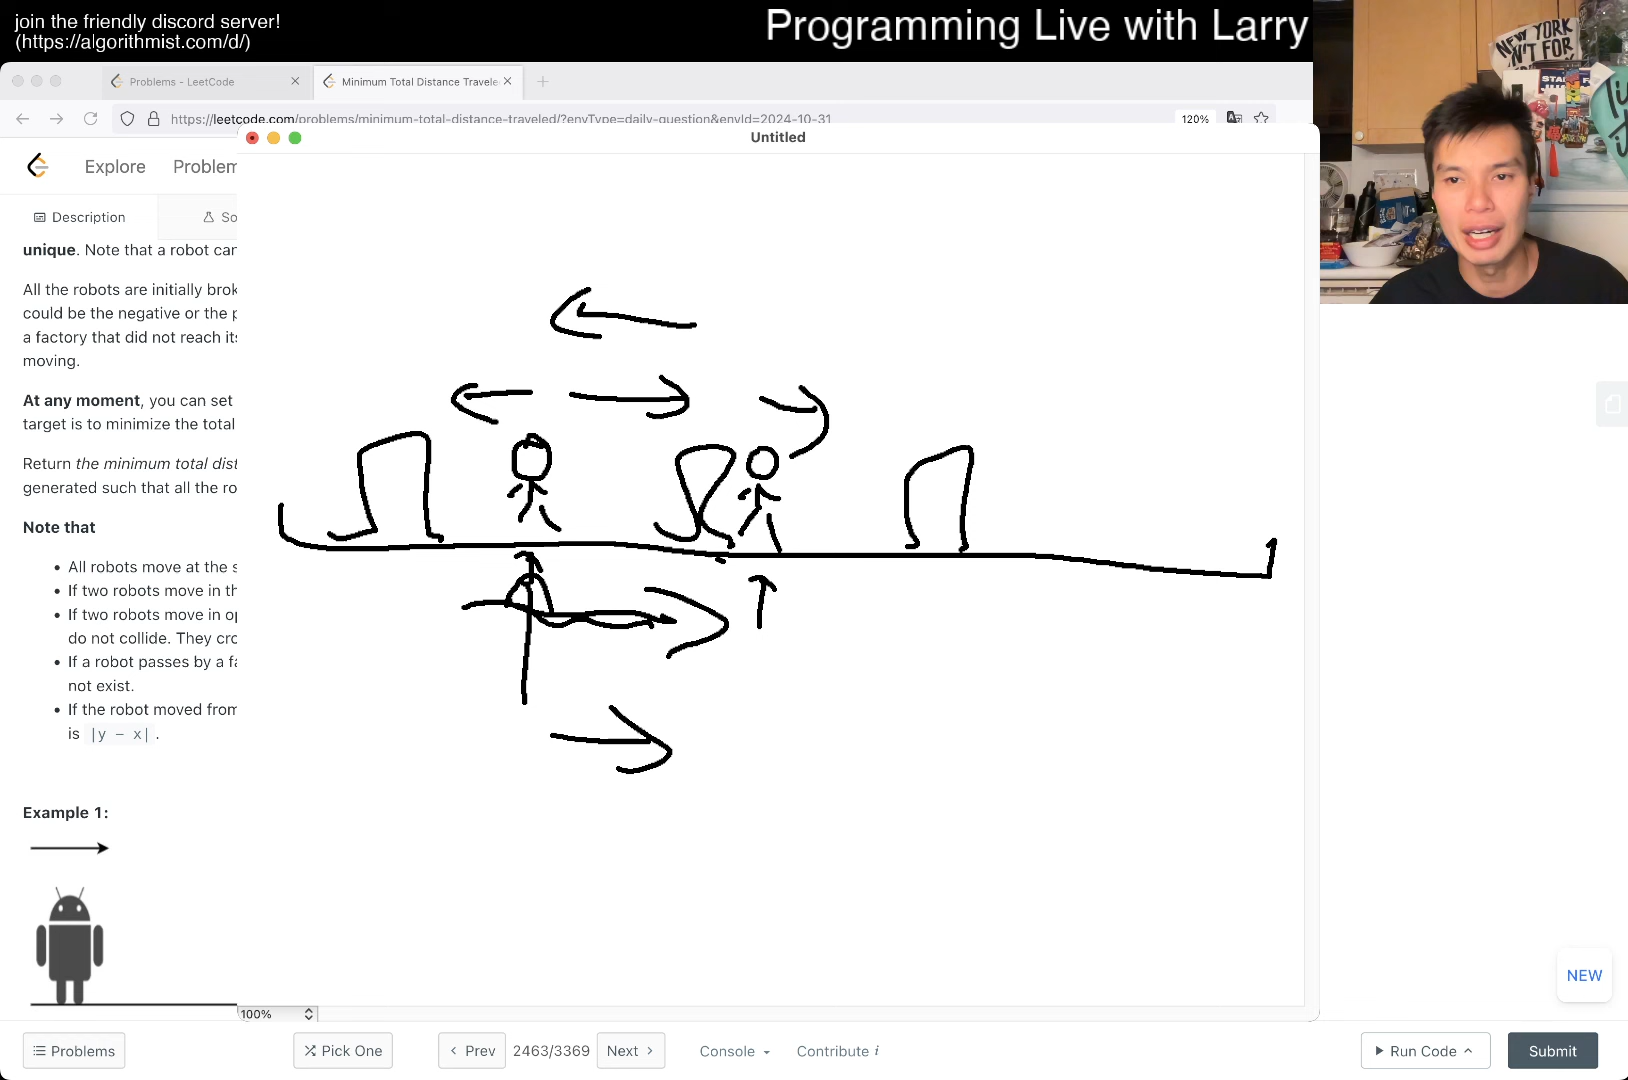 join the friendly discord server!
(https://algorithmist.com/d/)
Programming Live with Larry
Problems - LeetCode
Minimum Total Distance Travele
https://leetcode.com/problems/minimum-total-distance-traveled/?envType=daily-question&envId=2024-10-31
120%
Untitled
Explore
Problem
Description
So
unique. Note that a robot can
All the robots are initially brok
could be the negative or the p
a factory that did not reach its
moving.
At any moment, you can set
target is to minimize the total
Return the minimum total dist
generated such that all the ro
Note that
• All robots move at the s
• If two robots move in th
• If two robots move in op
do not collide. They cro
• If a robot passes by a fa
not exist.
• If the robot moved from
is |y - x|.
Example 1:
100%
NEW
Problems
Pick One
Prev
2463/3369
Next
Console
Contribute i
Run Code
Submit
NEW YORK